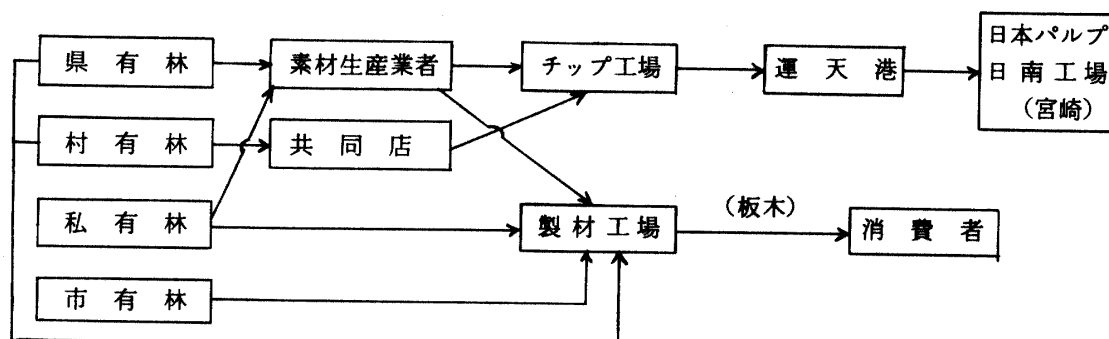 県有林
素材生産業者
チップ工場
運天港
日本パルプ
日南工場
(宮崎)
村有林
共同店
私有林
製材工場
(板木)
消費者
市有林